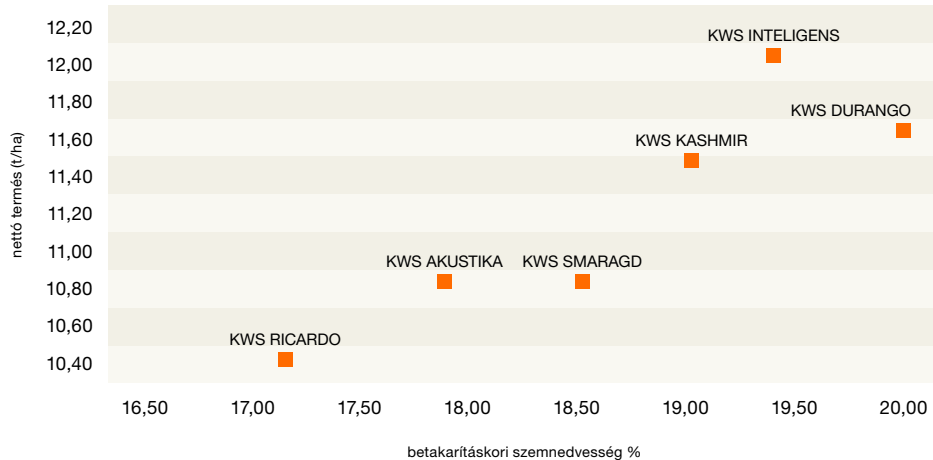 12,20
12,00
11,80
11,60
11,40
11,20
11,00
10,80
10,60
10,40
nettó termés (t/ha)
KWS INTELIGENS
KWS DURANGO
KWS KASHMIR
KWS AKUSTIKA
KWS SMARAGD
KWS RICARDO
16,50 17,00 17,50 18,00 18,50 19,00 19,50 20,00
betakarításkori szemnedvesség %